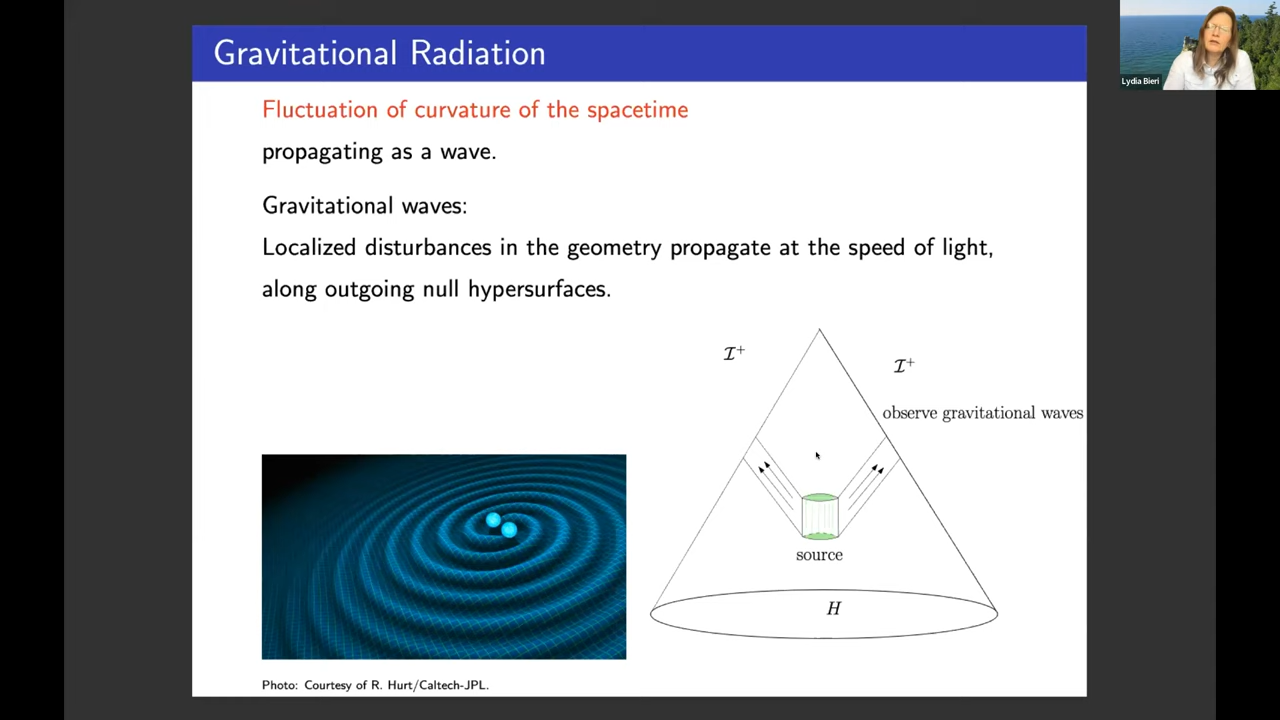 Gravitational Radiation
Lydia Bieri
Fluctuation of curvature of the spacetime
propagating as a wave.
Gravitational waves:
Localized disturbances in the geometry propagate at the speed of light,
along outgoing null hypersurfaces.
𝓘⁺
𝓘⁺
observe gravitational waves
source
H
Photo: Courtesy of R. Hurt/Caltech-JPL.